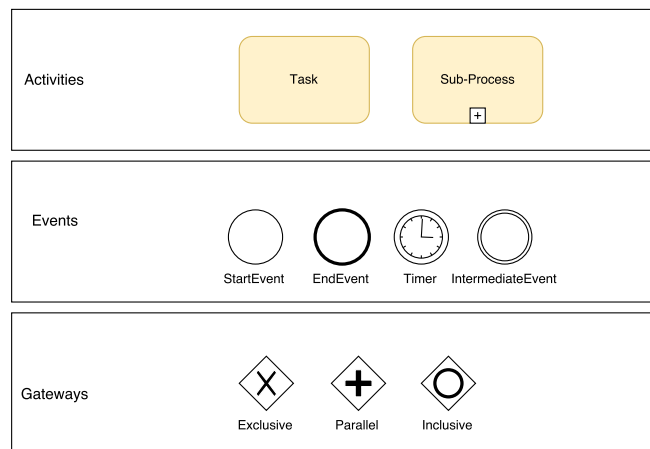 Activities
Task
Sub-Process
+
Events
StartEvent
EndEvent
Timer
IntermediateEvent
Gateways
Exclusive
Parallel
Inclusive